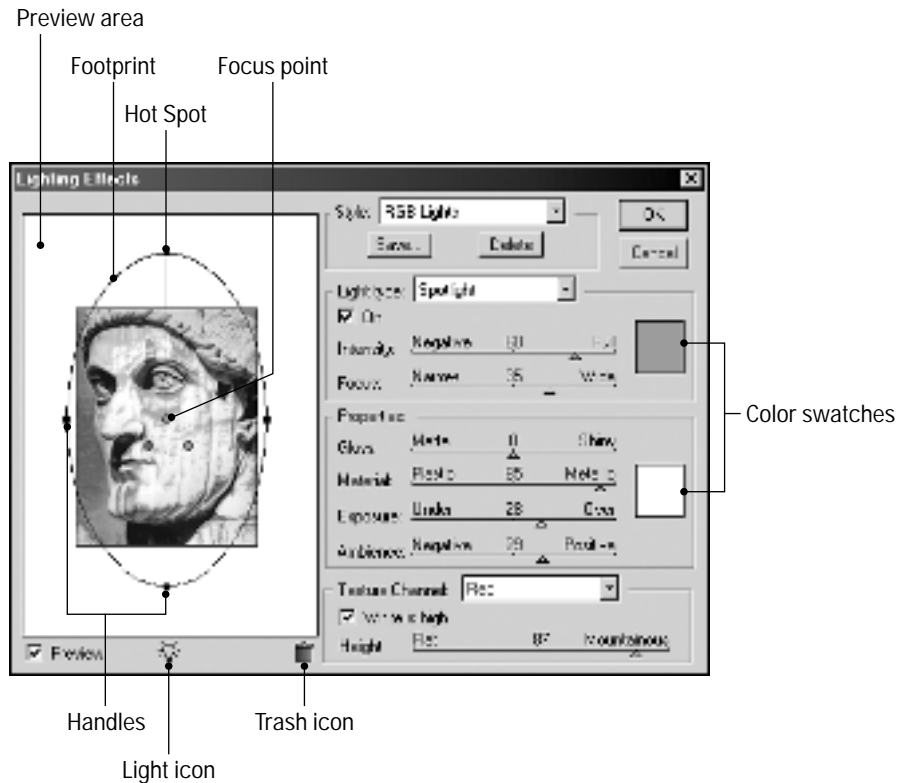 Preview area
Footprint
Focus point
Hot Spot
Lighting Effects
Style: RGB Lights
OK
Save...
Delete
Cancel
Light type: Spotlight
On
Intensity: Negative Full
Focus: Narrow 35 Wide
Properties
Gloss: Matte 0 Shiny
Color swatches
Material: Plastic Metallic
Exposure: Under 28 Over
Ambience: Negative Positive
Texture Channel: Red
White is high
Height Flat 87 Mountainous
Preview
Handles
Trash icon
Light icon